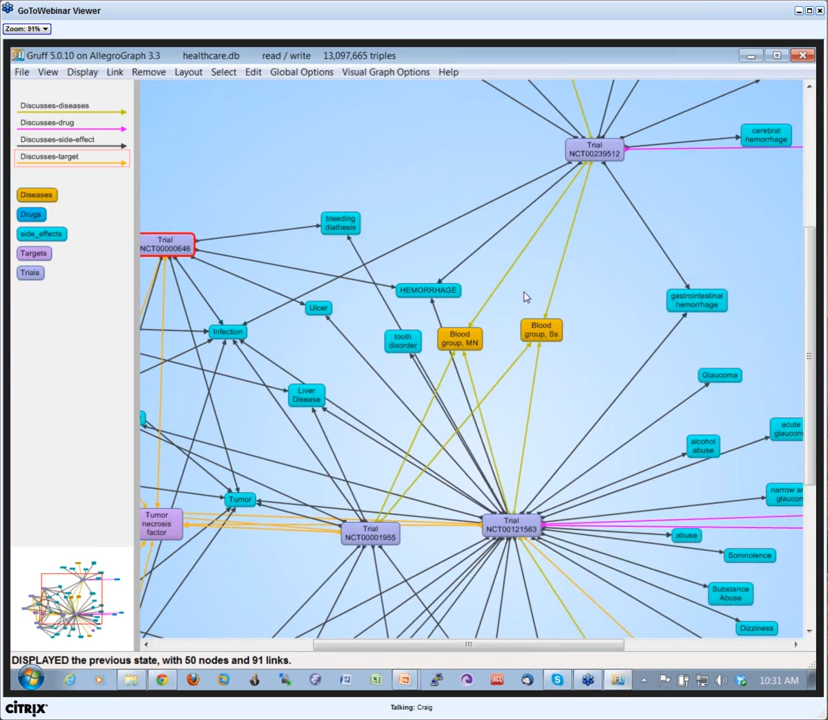 GoToWebinar Viewer
Zoom: 91%
Gruff 5.0.10 on AllegroGraph 3.3 healthcare.db read / write 13,097,665 triples
File View Display Link Remove Layout Select Edit Global Options Visual Graph Options Help
Discusses-diseases
Discusses-drug
Discusses-side-effect
Discusses-target
Diseases
Drugs
side_effects
Targets
Trials
cerebral
hemorrhage
Trial
NCT00239512
bleeding
diathesis
Trial
NCT00000646
HEMORRHAGE
gastrointestinal
hemorrhage
Ulcer
Infection
tooth
disorder
Blood
group, MN
Blood
group, Ss
Glaucoma
Liver
Disease
acute
alcohol
abuse
Tumor
narrow
Tumor
necrosis
factor
Trial
NCT00001955
Trial
NCT00121563
abuse
Somnolence
Substance
Abuse
Dizziness
DISPLAYED the previous state, with 50 nodes and 91 links.
10:31 AM
CITRIX
Talking: Craig